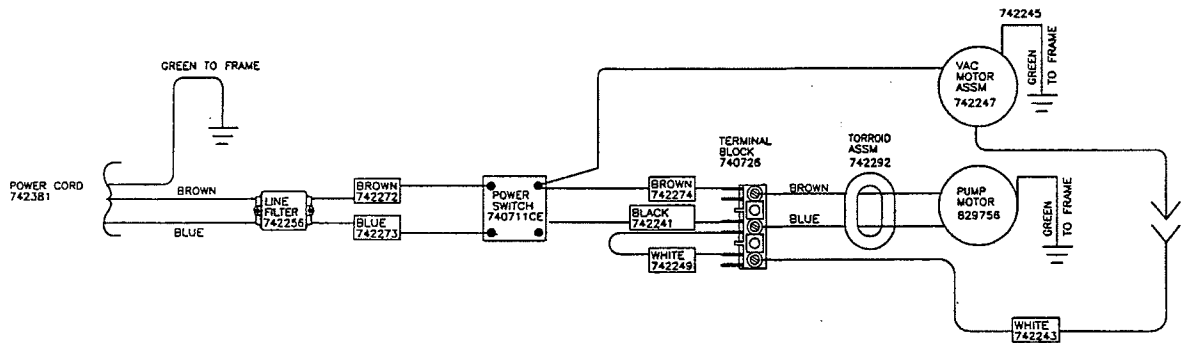 742245
GREEN TO FRAME
VAC
MOTOR
ASSM
742247
GREEN
TO FRAME
TERMINAL
BLOCK
740726
TORROID
ASSM
742292
POWER CORD
742381
BROWN
BLUE
LINE
FILTER
742256
BROWN
742272
BLUE
742273
POWER
SWITCH
740711CE
BROWN
742274
BLACK
742241
WHITE
742249
BROWN
BLUE
PUMP
MOTOR
829756
GREEN
TO FRAME
WHITE
742243